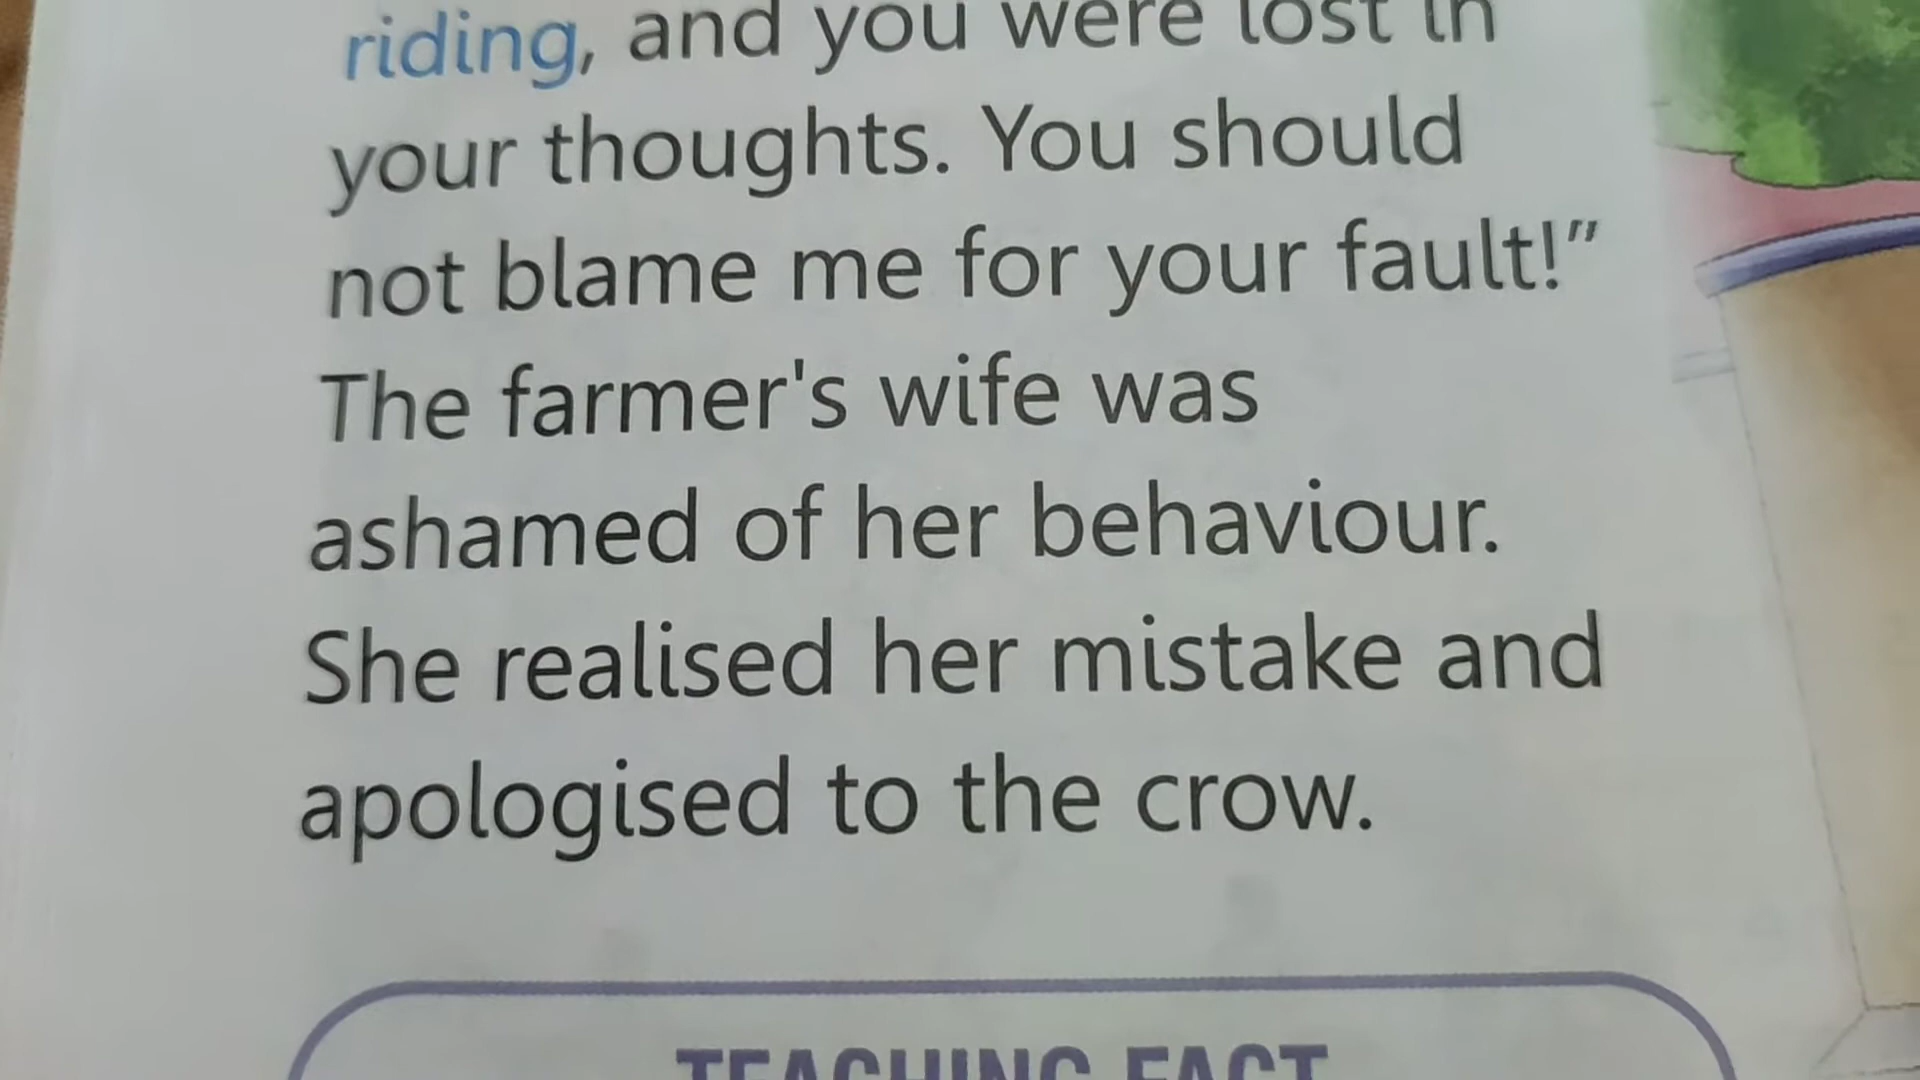 riding, and you were lost in
your thoughts. You should
not blame me for your fault!"
The farmer's wife was
ashamed of her behaviour.
She realised her mistake and
apologised to the crow.
TEACHING FACT